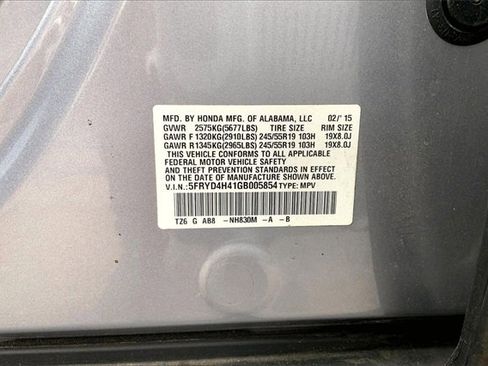 MFD. BY HONDA MFG. OF ALABAMA, LLC 02/'15
GVWR 2575KG(5677LBS) TIRE SIZE RIM SIZE
GAWR F 1320KG(2910LBS) 245/55R19 103H 19X8.0J
GAWR R1345KG(2965LBS) 245/55R19 103H 19X8.0J
THIS VEHICLE CONFORMS TO ALL APPLICABLE
FEDERAL MOTOR VEHICLE SAFETY
AND THEFT PREVENTION STANDARDS IN EFFECT
ON THE DATE OF MANUFACTURE SHOWN ABOVE.
V.I.N.: 5FRYD4H41GB005854 TYPE: MPV
TZ6 G AB8 -NH830M -A -B